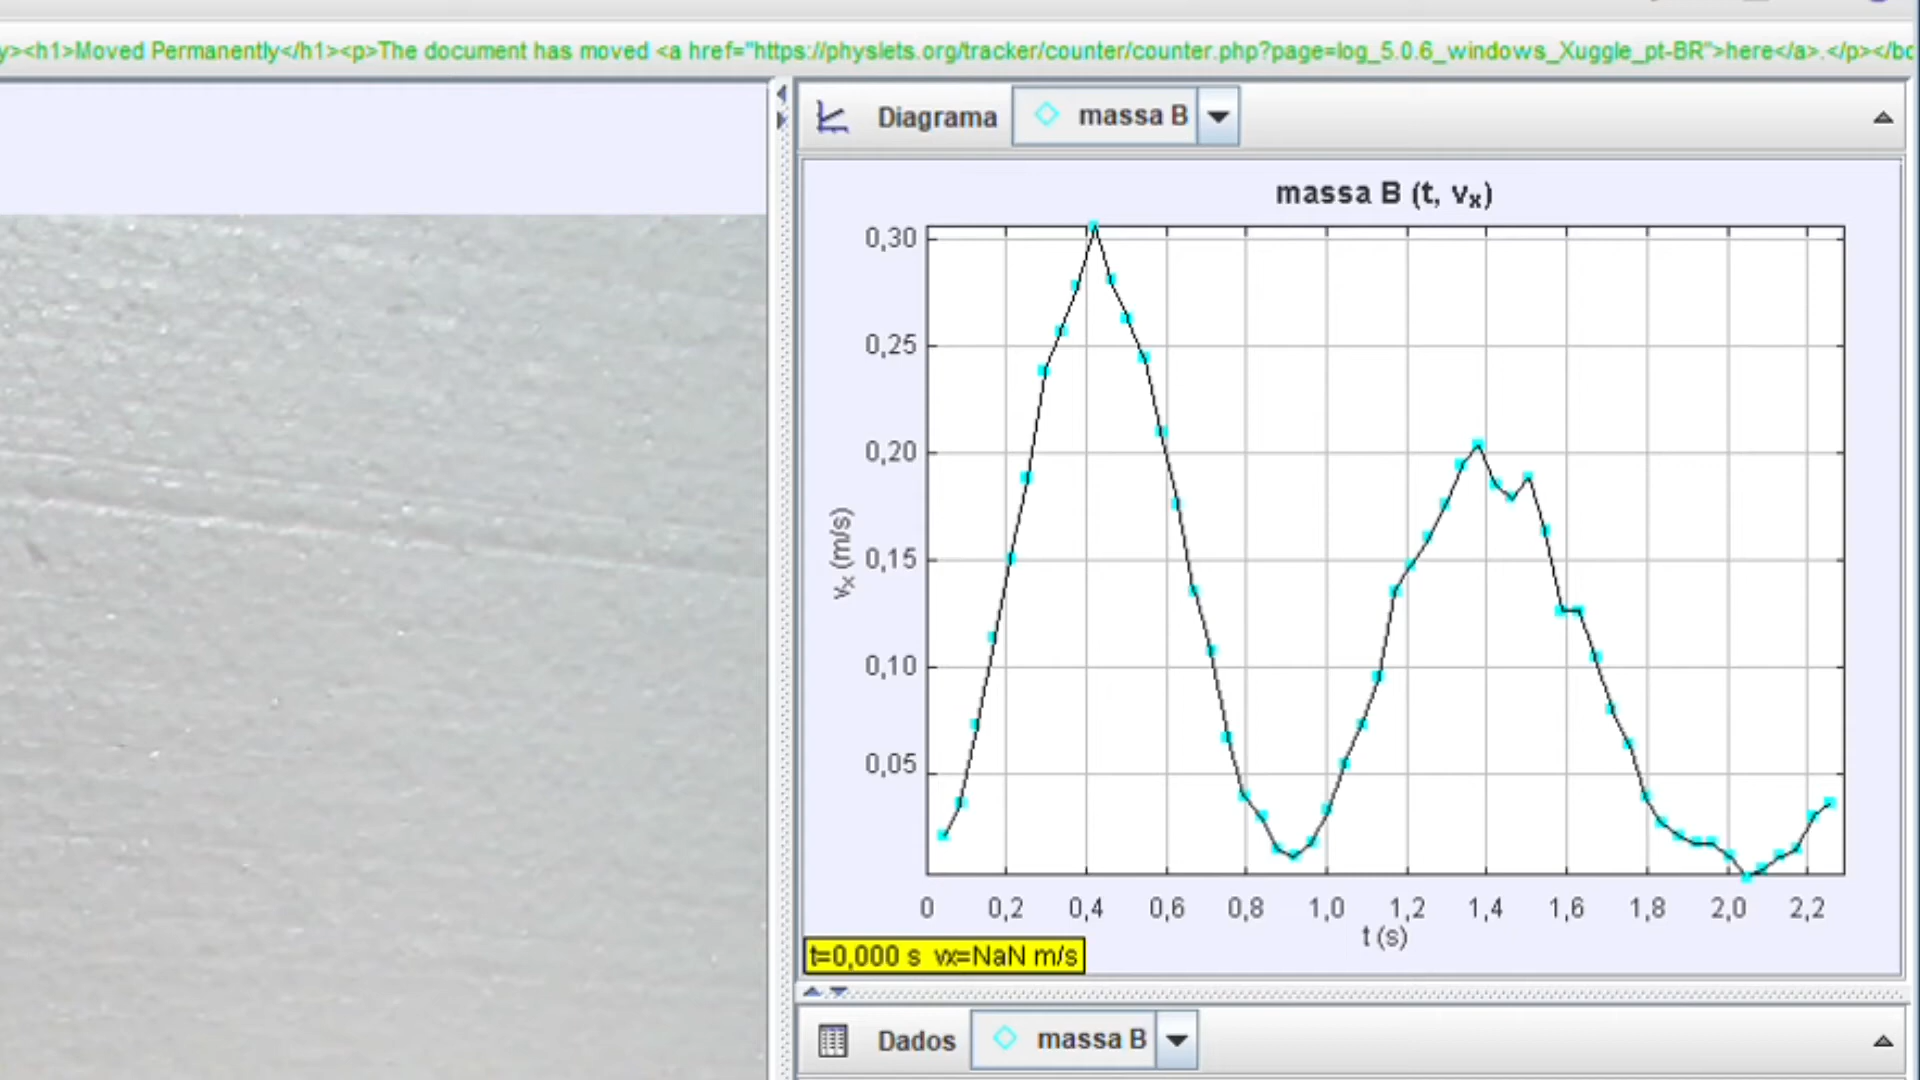 y><h1>Moved Permanently</h1><p>The document has moved <a href="https://physlets.org/tracker/counter/counter.php?page=log_5.0.6_windows_Xuggle_pt-BR">here</a>.</p></bo
Diagrama massa B
massa B (t, vx)
0,30
0,25
0,20
0,15
0,10
0,05
vx (m/s)
0 0,2 0,4 0,6 0,8 1,0 1,2 1,4 1,6 1,8 2,0 2,2
t (s)
t=0,000 s vx=NaN m/s
Dados massa B